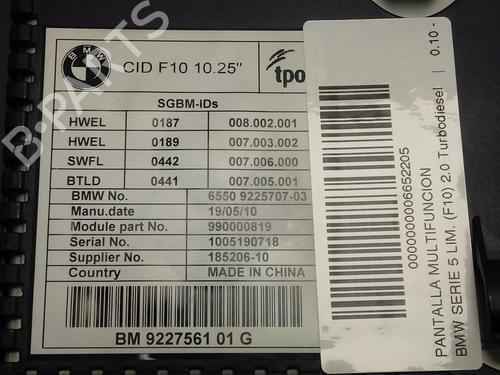 BMW
CID F10 10.25"
tpo
SGBM-IDs
HWEL 0187 008.002.001
HWEL 0189 007.003.002
SWFL 0442 007.006.000
BTLD 0441 007.005.001
BMW No. 6550 9225707-03
Manu.date 19/05/10
Module part No. 990000819
Serial No. 1005190718
Supplier No. 185206-10
Country MADE IN CHINA
BM 9227561 01 G
0000000006652205
PANTALLA MULTIFUNCION
BMW SERIE 5 LIM. (F10) 2.0 Turbodiesel | 0.10 -
B-PARTS